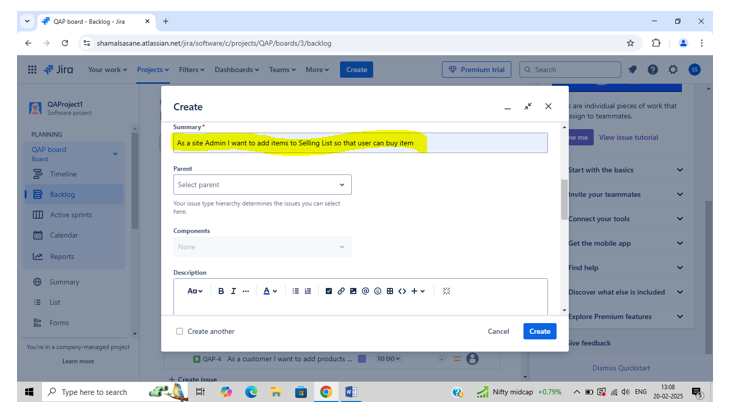 QAP board - Backlog - Jira
shamalsasane.atlassian.net/jira/software/c/projects/QAP/boards/3/backlog
Jira Your work Projects Filters Dashboards Teams More Create Premium trial Search SS
QAProject1
Software project
PLANNING
QAP board
Board
Timeline
Backlog
Active sprints
Calendar
Reports
Summary
List
Forms
You're in a company-managed project
Learn more
Create
Summary*
As a site Admin I want to add items to Selling List so that user can buy item
Parent
Select parent
Your issue type hierarchy determines the issues you can select
here.
Components
None
Description
Aa B I ... A @ <> +
Create another Cancel Create
QAP-4 As a customer I want to add products ... TO DO -
+ Create issue
s are individual pieces of work that
ssign to teammates.
w me View issue tutorial
Start with the basics
nvite your teammates
Connect your tools
Get the mobile app
Find help
Discover what else is included
Explore Premium features
Give feedback
Dismiss Quickstart
Type here to search Nifty midcap +0.79% ENG 13:08
20-02-2025